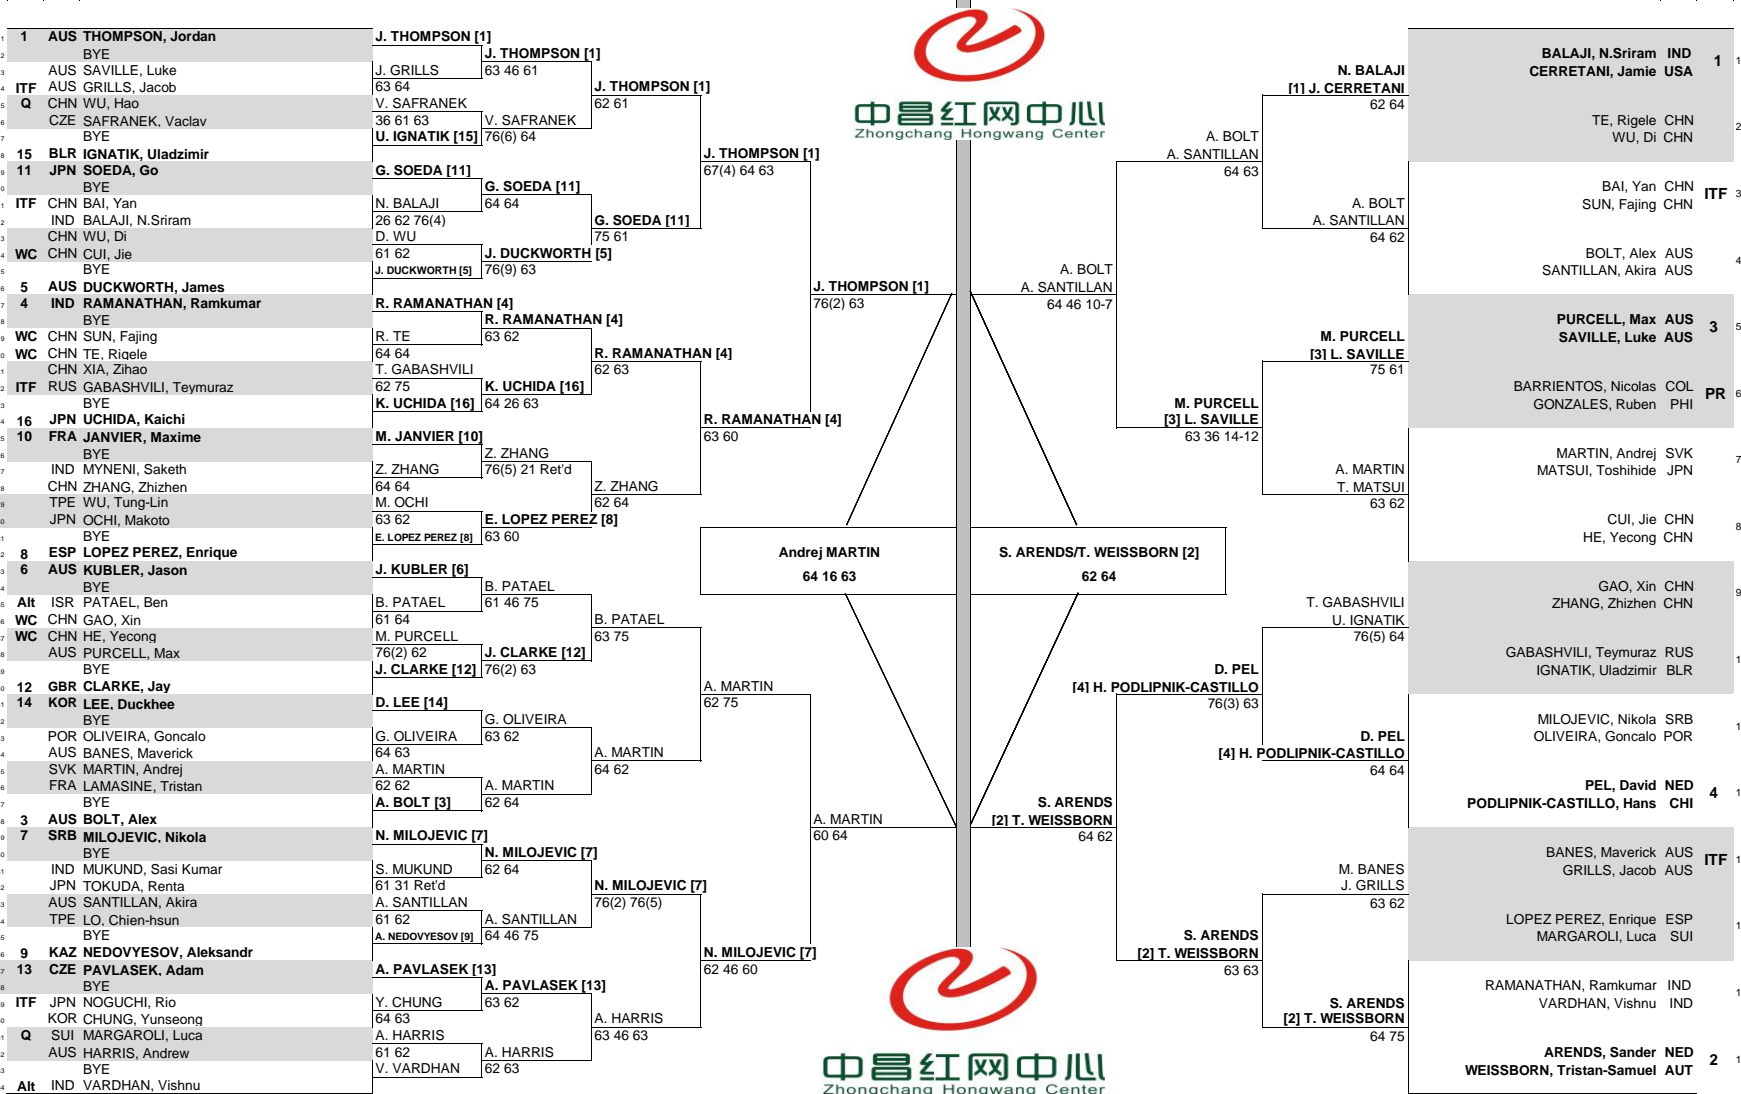 中昌红网中心
Zhongchang Hongwang Center
1 AUS THOMPSON, Jordan
BYE
AUS SAVILLE, Luke
ITF AUS GRILLS, Jacob
Q CHN WU, Hao
CZE SAFRANEK, Vaclav
BYE
15 BLR IGNATIK, Uladzimir
11 JPN SOEDA, Go
BYE
ITF CHN BAI, Yan
IND BALAJI, N.Sriram
CHN WU, Di
WC CHN CUI, Jie
BYE
5 AUS DUCKWORTH, James
4 IND RAMANATHAN, Ramkumar
BYE
WC CHN SUN, Fajing
WC CHN TE, Rigele
CHN XIA, Zihao
ITF RUS GABASHVILI, Teymuraz
BYE
16 JPN UCHIDA, Kaichi
10 FRA JANVIER, Maxime
BYE
IND MYNENI, Saketh
CHN ZHANG, Zhizhen
TPE WU, Tung-Lin
JPN OCHI, Makoto
BYE
8 ESP LOPEZ PEREZ, Enrique
6 AUS KUBLER, Jason
BYE
Alt ISR PATAEL, Ben
WC CHN GAO, Xin
WC CHN HE, Yecong
AUS PURCELL, Max
BYE
12 GBR CLARKE, Jay
14 KOR LEE, Duckhee
BYE
POR OLIVEIRA, Goncalo
AUS BANES, Maverick
SVK MARTIN, Andrej
FRA LAMASINE, Tristan
BYE
3 AUS BOLT, Alex
7 SRB MILOJEVIC, Nikola
BYE
IND MUKUND, Sasi Kumar
JPN TOKUDA, Renta
AUS SANTILLAN, Akira
TPE LO, Chien-hsun
BYE
9 KAZ NEDOVYESOV, Aleksandr
13 CZE PAVLASEK, Adam
BYE
ITF JPN NOGUCHI, Rio
KOR CHUNG, Yunseong
Q SUI MARGAROLI, Luca
AUS HARRIS, Andrew
BYE
Alt IND VARDHAN, Vishnu
J. THOMPSON [1]
J. GRILLS
63 64
V. SAFRANEK
36 61 63
U. IGNATIK [15]
G. SOEDA [11]
N. BALAJI
26 62 76(4)
D. WU
61 62
J. DUCKWORTH [5]
R. RAMANATHAN [4]
R. TE
64 64
T. GABASHVILI
62 75
K. UCHIDA [16]
M. JANVIER [10]
Z. ZHANG
64 64
M. OCHI
63 62
E. LOPEZ PEREZ [8]
J. KUBLER [6]
B. PATAEL
61 64
M. PURCELL
76(2) 62
J. CLARKE [12]
D. LEE [14]
G. OLIVEIRA
64 63
A. MARTIN
62 62
A. BOLT [3]
N. MILOJEVIC [7]
S. MUKUND
61 31 Ret'd
A. SANTILLAN
61 62
A. NEDOVYESOV [9]
A. PAVLASEK [13]
Y. CHUNG
64 63
A. HARRIS
61 62
V. VARDHAN
J. THOMPSON [1]
63 46 61
V. SAFRANEK
76(6) 64
G. SOEDA [11]
64 64
J. DUCKWORTH [5]
76(9) 63
R. RAMANATHAN [4]
63 62
K. UCHIDA [16]
64 26 63
Z. ZHANG
76(5) 21 Ret'd
E. LOPEZ PEREZ [8]
63 60
B. PATAEL
61 46 75
J. CLARKE [12]
76(2) 63
G. OLIVEIRA
63 62
A. MARTIN
62 64
N. MILOJEVIC [7]
62 64
A. SANTILLAN
64 46 75
A. PAVLASEK [13]
63 62
A. HARRIS
62 63
J. THOMPSON [1]
62 61
G. SOEDA [11]
75 61
R. RAMANATHAN [4]
62 63
Z. ZHANG
62 64
B. PATAEL
63 75
A. MARTIN
64 62
N. MILOJEVIC [7]
76(2) 76(5)
A. HARRIS
63 46 63
J. THOMPSON [1]
67(4) 64 63
R. RAMANATHAN [4]
63 60
A. MARTIN
62 75
N. MILOJEVIC [7]
62 46 60
J. THOMPSON [1]
76(2) 63
A. MARTIN
60 64
Andrej MARTIN
64 16 63
S. ARENDS/T. WEISSBORN [2]
62 64
A. BOLT
A. SANTILLAN
64 46 10-7
S. ARENDS
[2] T. WEISSBORN
64 62
A. BOLT
A. SANTILLAN
64 63
M. PURCELL
[3] L. SAVILLE
63 36 14-12
D. PEL
[4] H. PODLIPNIK-CASTILLO
76(3) 63
S. ARENDS
[2] T. WEISSBORN
63 63
N. BALAJI
[1] J. CERRETANI
62 64
A. BOLT
A. SANTILLAN
64 62
M. PURCELL
[3] L. SAVILLE
75 61
A. MARTIN
T. MATSUI
63 62
T. GABASHVILI
U. IGNATIK
76(5) 64
D. PEL
[4] H. PODLIPNIK-CASTILLO
64 64
M. BANES
J. GRILLS
63 62
S. ARENDS
[2] T. WEISSBORN
64 75
BALAJI, N.Sriram IND 1 1
CERRETANI, Jamie USA
TE, Rigele CHN 2
WU, Di CHN
BAI, Yan CHN ITF 3
SUN, Fajing CHN
BOLT, Alex AUS 4
SANTILLAN, Akira AUS
PURCELL, Max AUS 3 5
SAVILLE, Luke AUS
BARRIENTOS, Nicolas COL PR 6
GONZALES, Ruben PHI
MARTIN, Andrej SVK 7
MATSUI, Toshihide JPN
CUI, Jie CHN 8
HE, Yecong CHN
GAO, Xin CHN 9
ZHANG, Zhizhen CHN
GABASHVILI, Teymuraz RUS 1
IGNATIK, Uladzimir BLR
MILOJEVIC, Nikola SRB 1
OLIVEIRA, Goncalo POR
PEL, David NED 4 1
PODLIPNIK-CASTILLO, Hans CHI
BANES, Maverick AUS ITF 1
GRILLS, Jacob AUS
LOPEZ PEREZ, Enrique ESP 1
MARGAROLI, Luca SUI
RAMANATHAN, Ramkumar IND 1
VARDHAN, Vishnu IND
ARENDS, Sander NED 2 1
WEISSBORN, Tristan-Samuel AUT
中昌红网中心
Zhongchang Hongwang Center